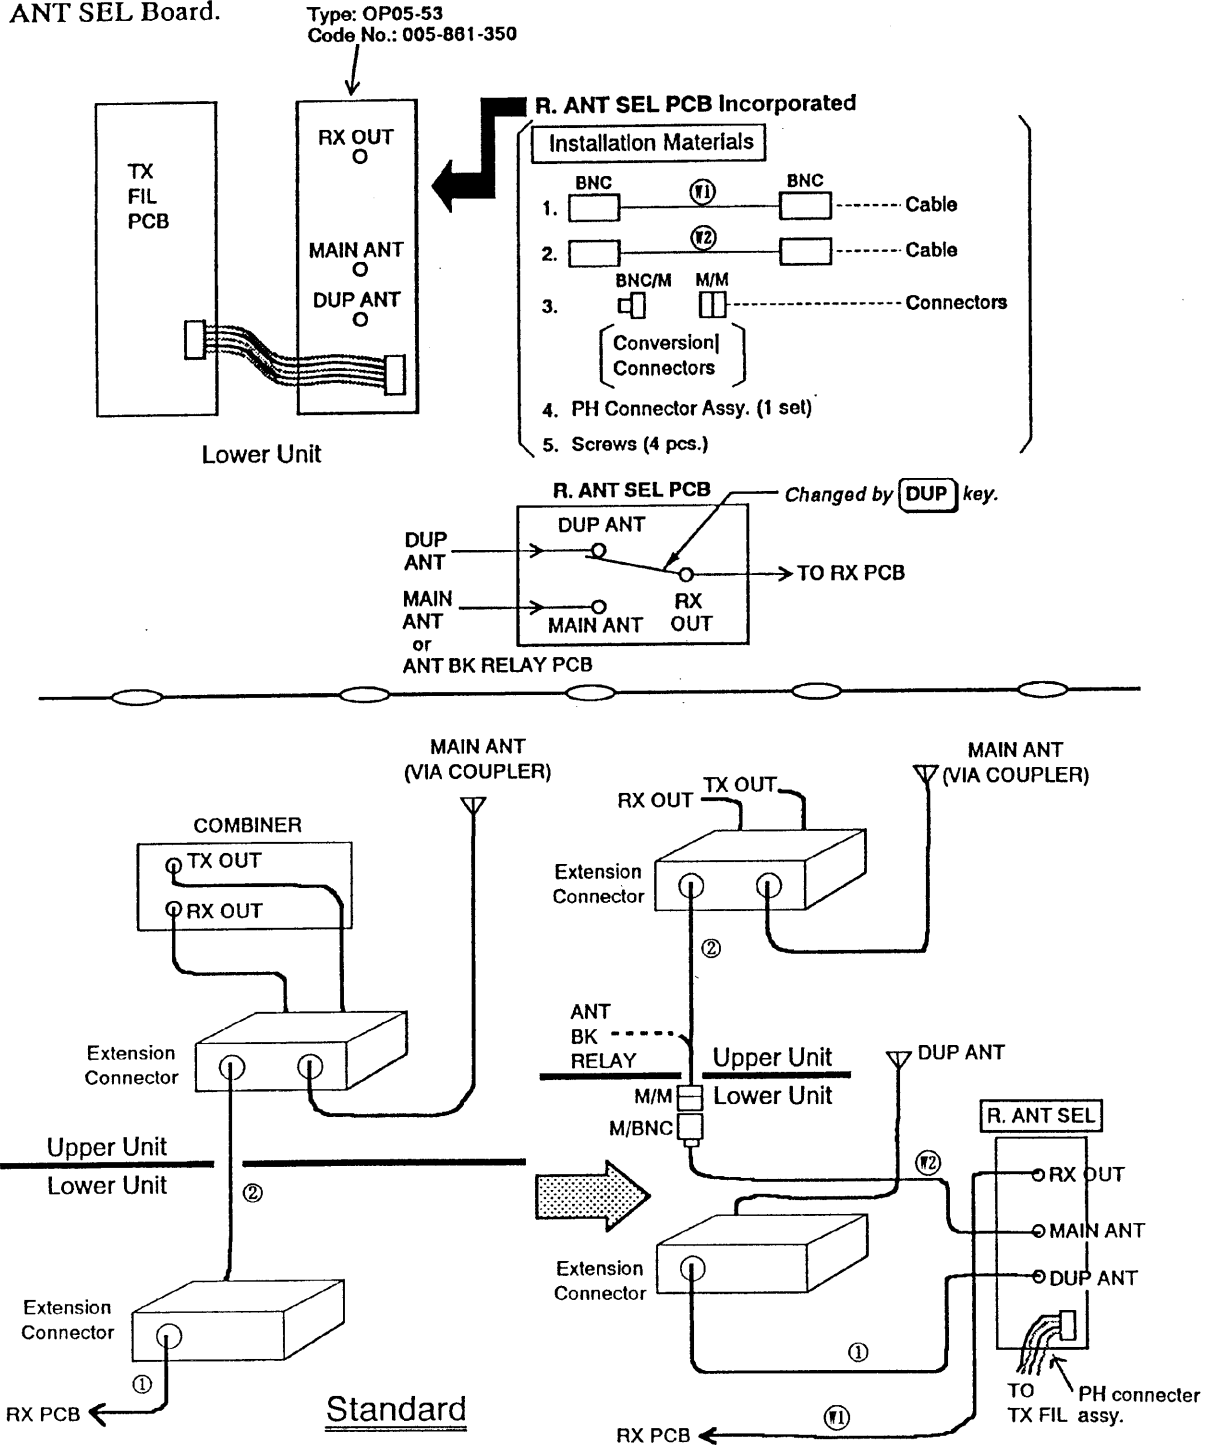 ANT SEL Board.
Type: OP05-53
Code No.: 005-861-350
TX
FIL
PCB
RX OUT
MAIN ANT
DUP ANT
Lower Unit
R. ANT SEL PCB Incorporated
Installation Materials
1. BNC W1 BNC Cable
2. W2 Cable
3. BNC/M M/M Connectors
Conversion
Connectors
4. PH Connector Assy. (1 set)
5. Screws (4 pcs.)
R. ANT SEL PCB
Changed by DUP key.
DUP
ANT
DUP ANT
MAIN
ANT
or
ANT BK RELAY PCB
MAIN ANT
RX
OUT
TO RX PCB
MAIN ANT
(VIA COUPLER)
COMBINER
TX OUT
RX OUT
Extension
Connector
Upper Unit
Lower Unit
②
Extension
Connector
①
RX PCB
Standard
MAIN ANT
(VIA COUPLER)
RX OUT
TX OUT
Extension
Connector
②
ANT
BK
RELAY
Upper Unit
Lower Unit
M/M
M/BNC
DUP ANT
R. ANT SEL
W2
RX OUT
MAIN ANT
DUP ANT
Extension
Connector
①
TO
TX FIL
PH connecter
assy.
W1
RX PCB